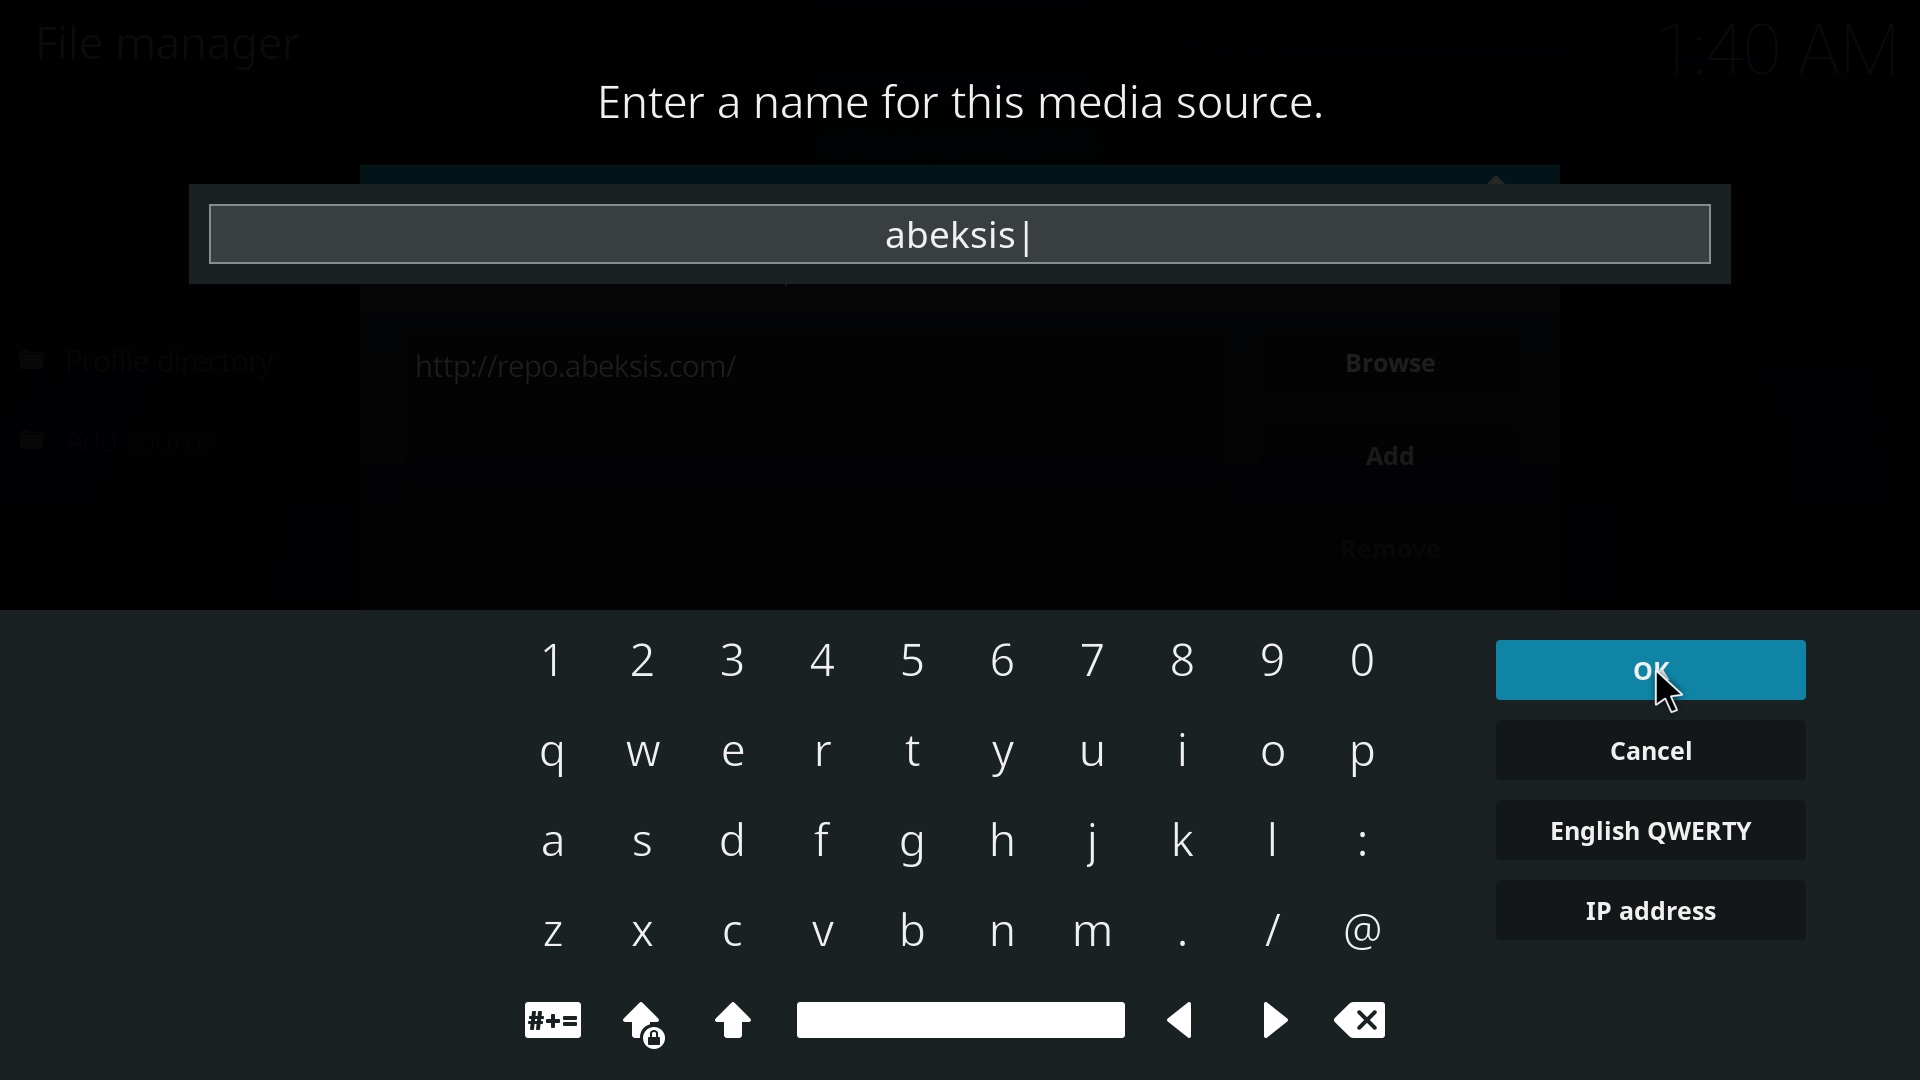 File manager
1:40 AM
Enter a name for this media source.
abeksis
http://repo.abeksis.com/
Browse
Profile directory
Add source
Add
Remove
1 2 3 4 5 6 7 8 9 0
OK
q w e r t y u i o p
Cancel
a s d f g h j k l :
English QWERTY
z x c v b n m . / @
IP address
#+=